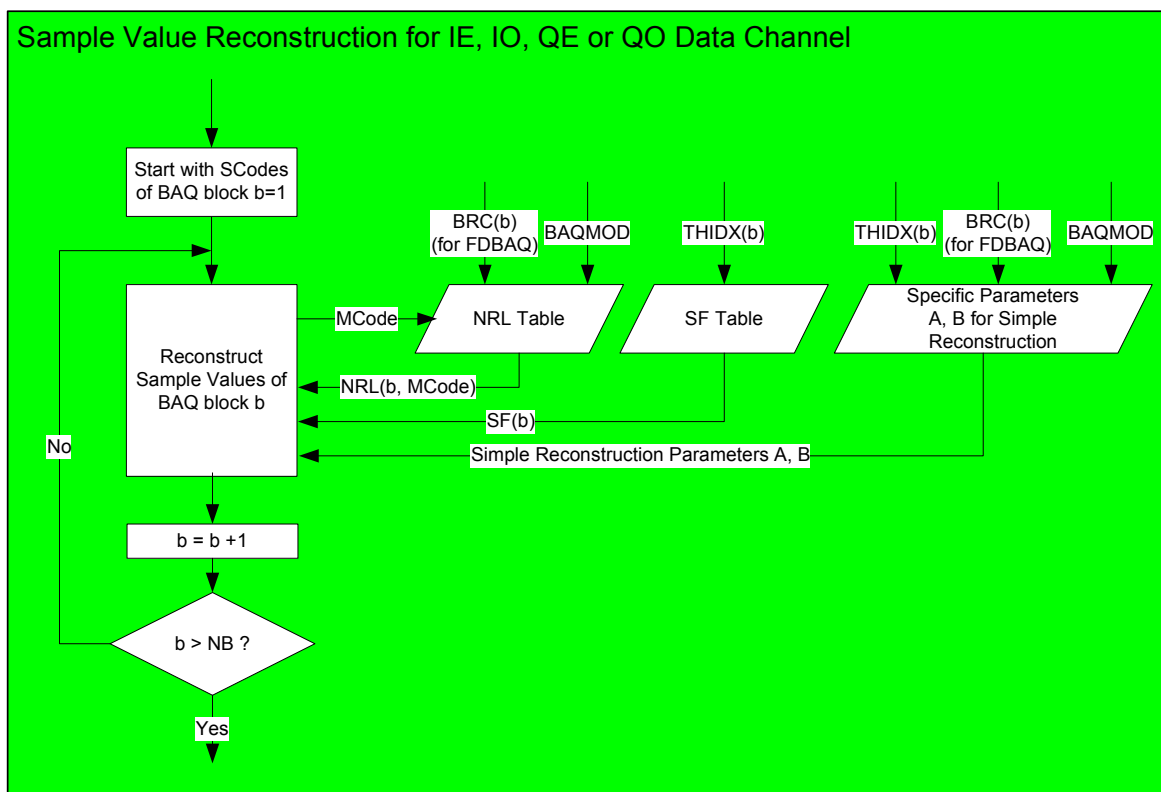 Sample Value Reconstruction for IE, IO, QE or QO Data Channel
Start with SCodes
of BAQ block b=1
BRC(b)
(for FDBAQ)
BAQMOD
THIDX(b)
THIDX(b)
BRC(b)
(for FDBAQ)
BAQMOD
Reconstruct
Sample Values of
BAQ block b
MCode
NRL Table
SF Table
Specific Parameters
A, B for Simple
Reconstruction
NRL(b, MCode)
SF(b)
Simple Reconstruction Parameters A, B
No
b = b +1
b > NB ?
Yes